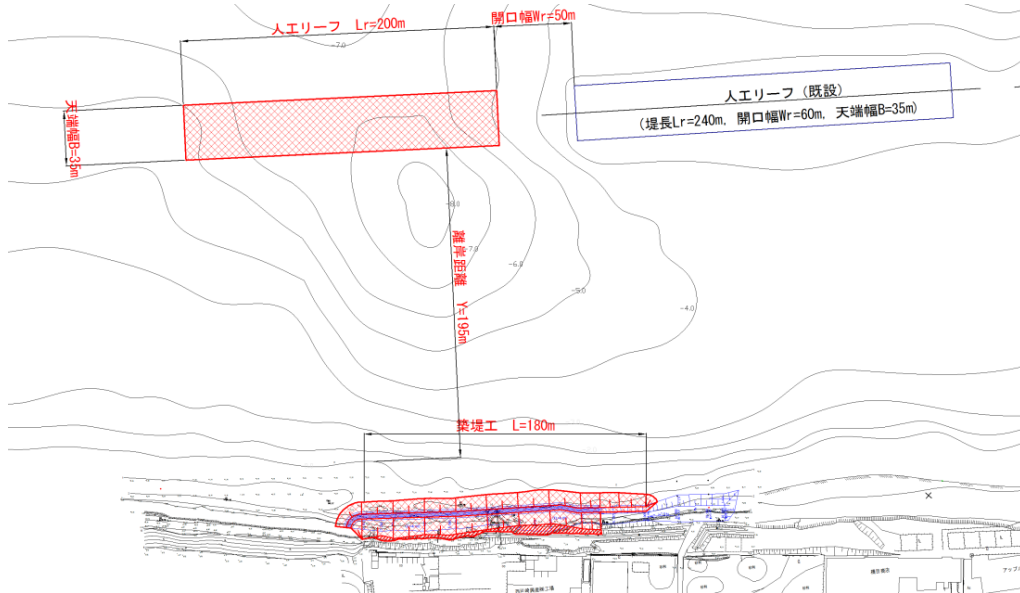 人工リーフ　Lr=200m
開口幅Wr=50m
-7.0
天端幅B=35m
人工リーフ（既設）
(堤長Lr=240m, 開口幅Wr=60m, 天端幅B=35m)
-8.0
離岸距離　Y=195m
-7.0
-6.0
-5.0
-4.0
築堤工　L=180m